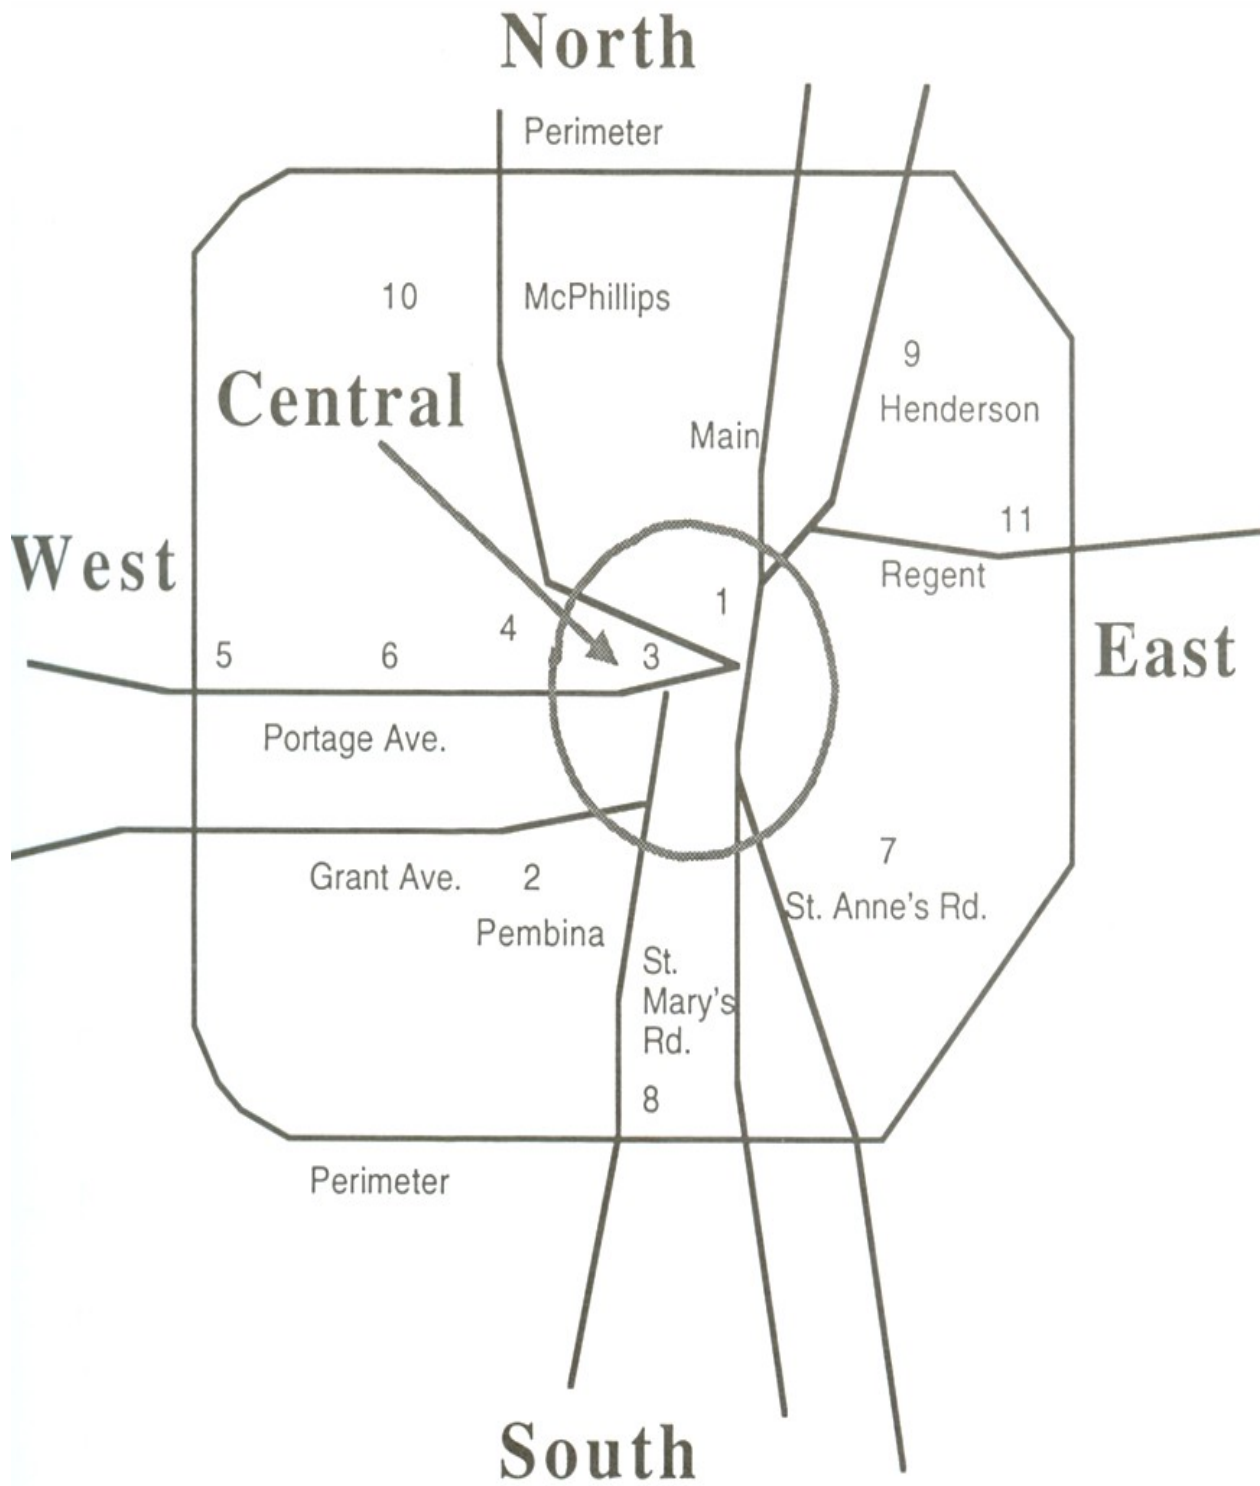 North
Perimeter
10
McPhillips
9
Central
Henderson
Main
11
West
Regent
1
4
3
5
6
East
Portage Ave.
7
Grant Ave.
2
St. Anne's Rd.
Pembina
St.
Mary's
Rd.
8
Perimeter
South